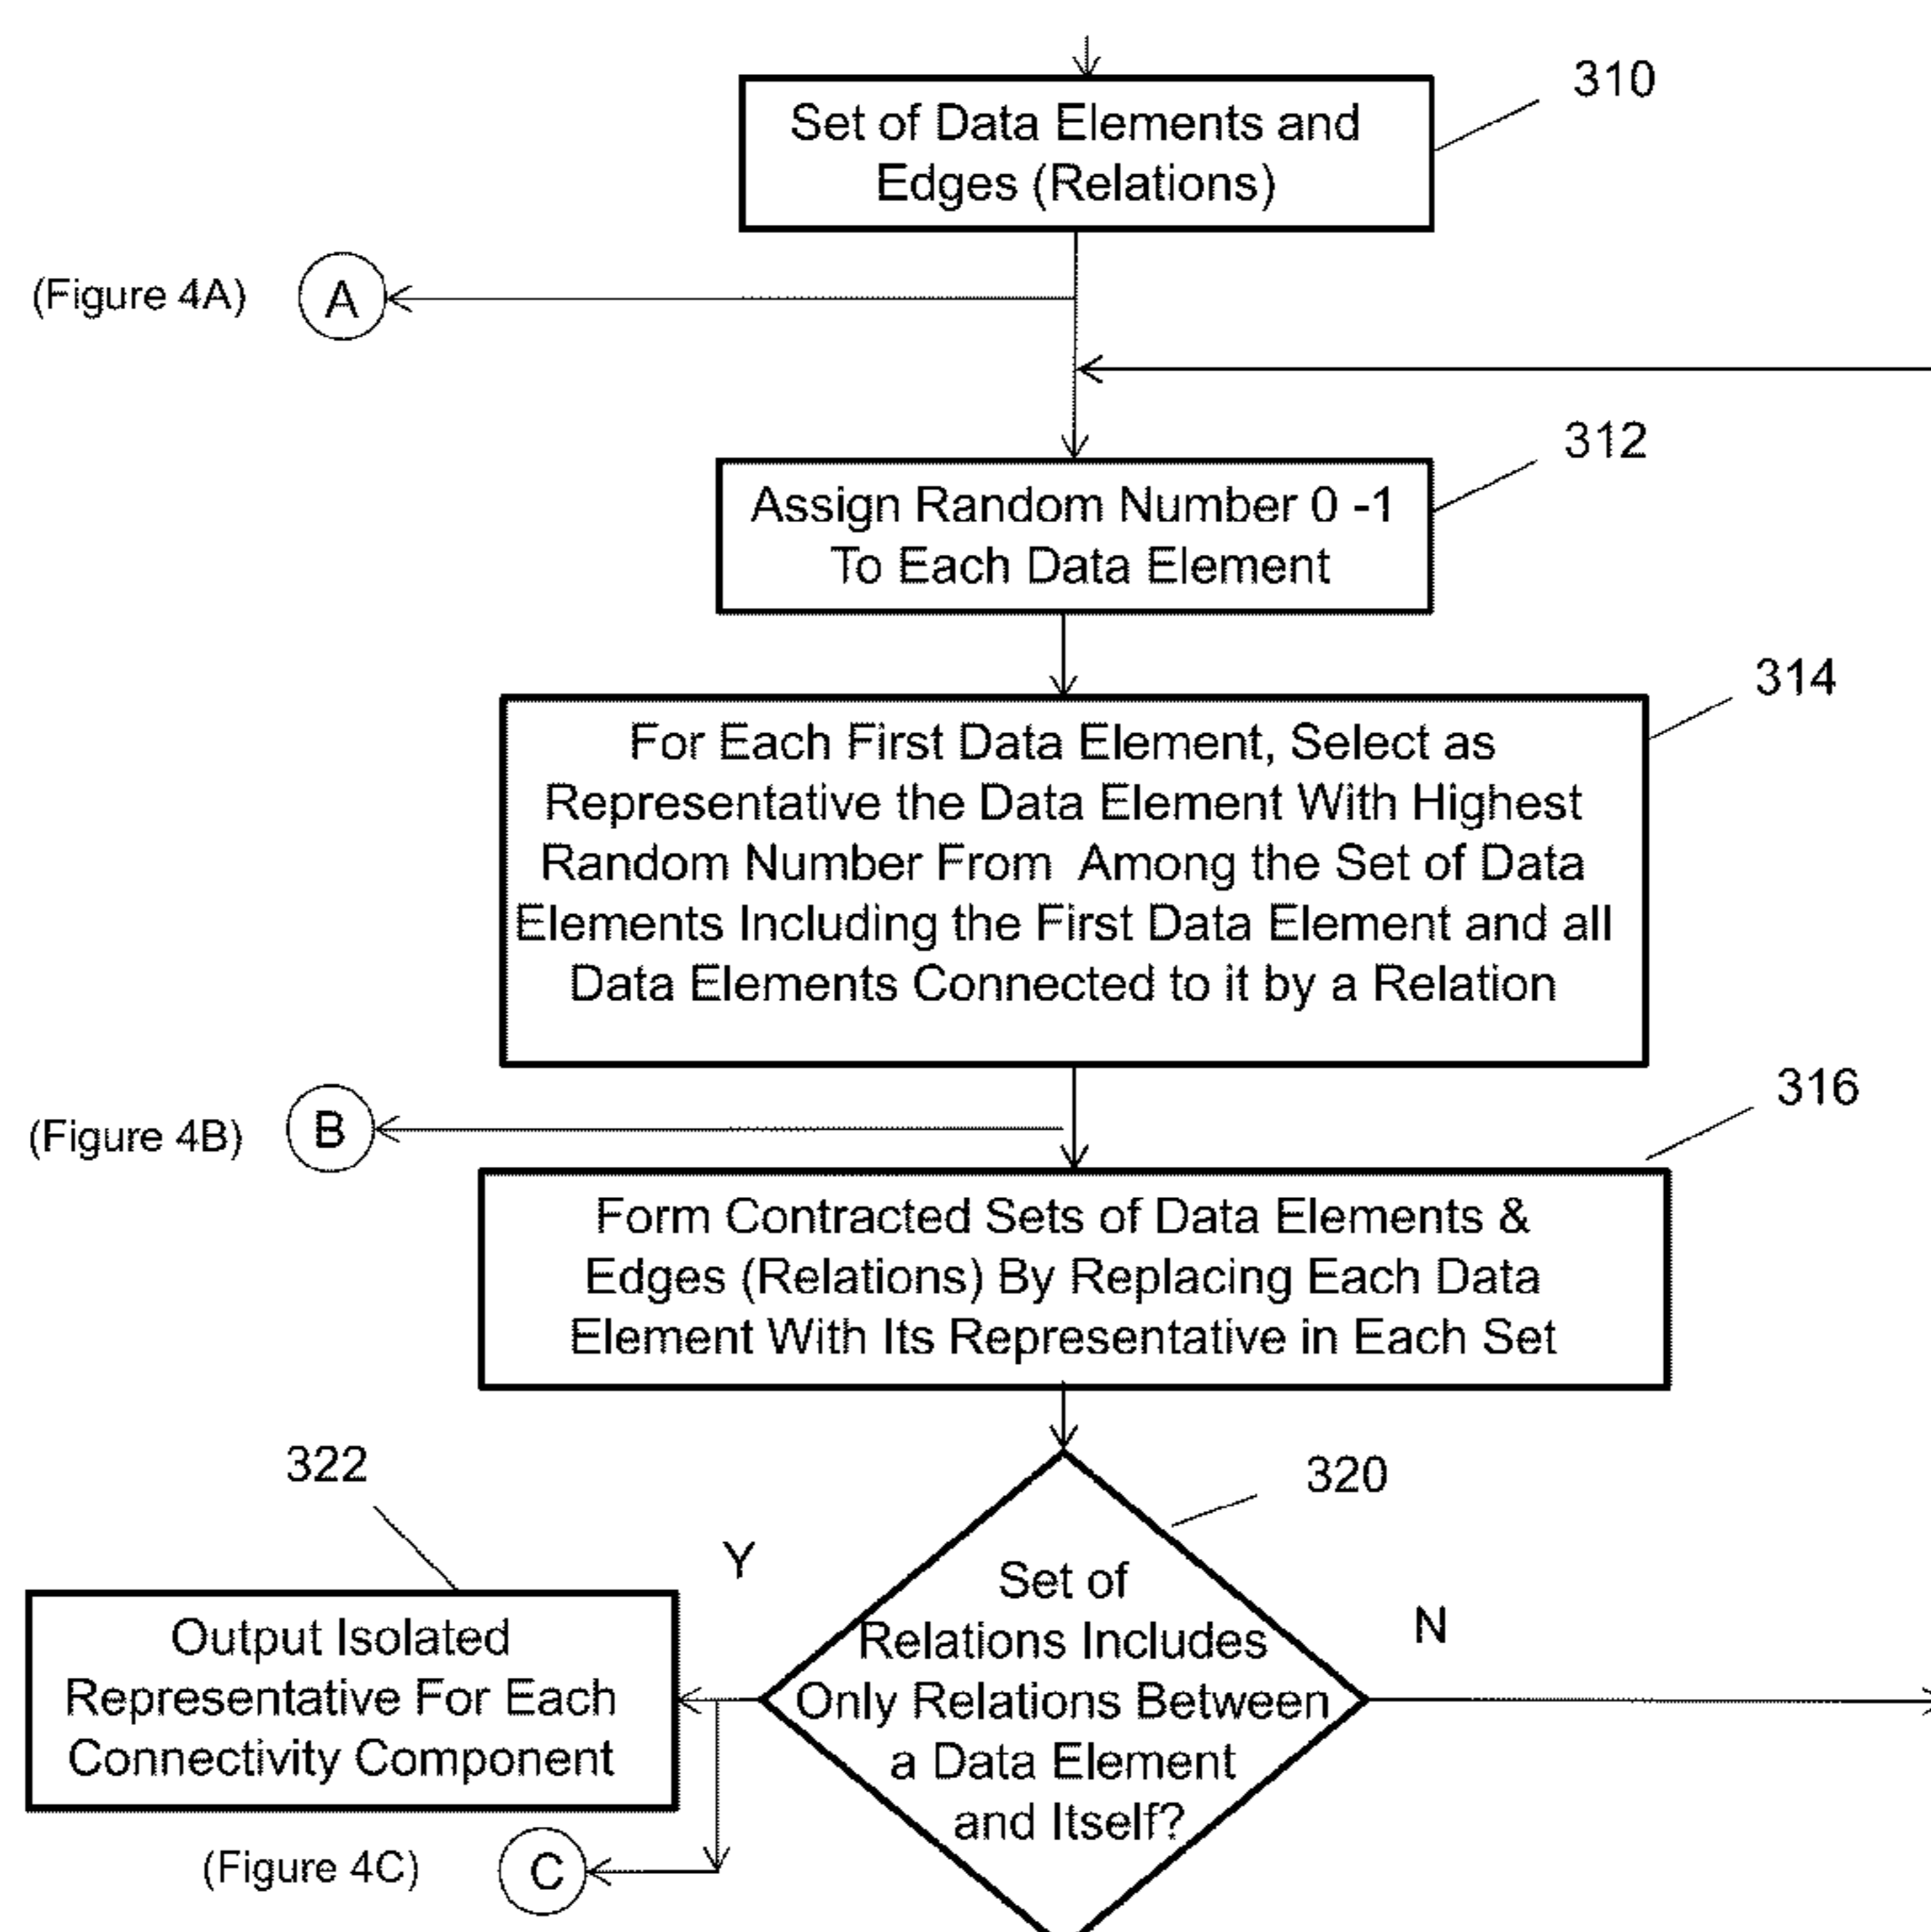 310
Set of Data Elements and
Edges (Relations)
(Figure 4A)
A
312
Assign Random Number 0 -1
To Each Data Element
314
For Each First Data Element, Select as
Representative the Data Element With Highest
Random Number From Among the Set of Data
Elements Including the First Data Element and all
Data Elements Connected to it by a Relation
316
(Figure 4B)
B
Form Contracted Sets of Data Elements &
Edges (Relations) By Replacing Each Data
Element With Its Representative in Each Set
322
320
Y
Set of
Relations Includes
Only Relations Between
a Data Element
and Itself?
N
Output Isolated
Representative For Each
Connectivity Component
(Figure 4C)
C